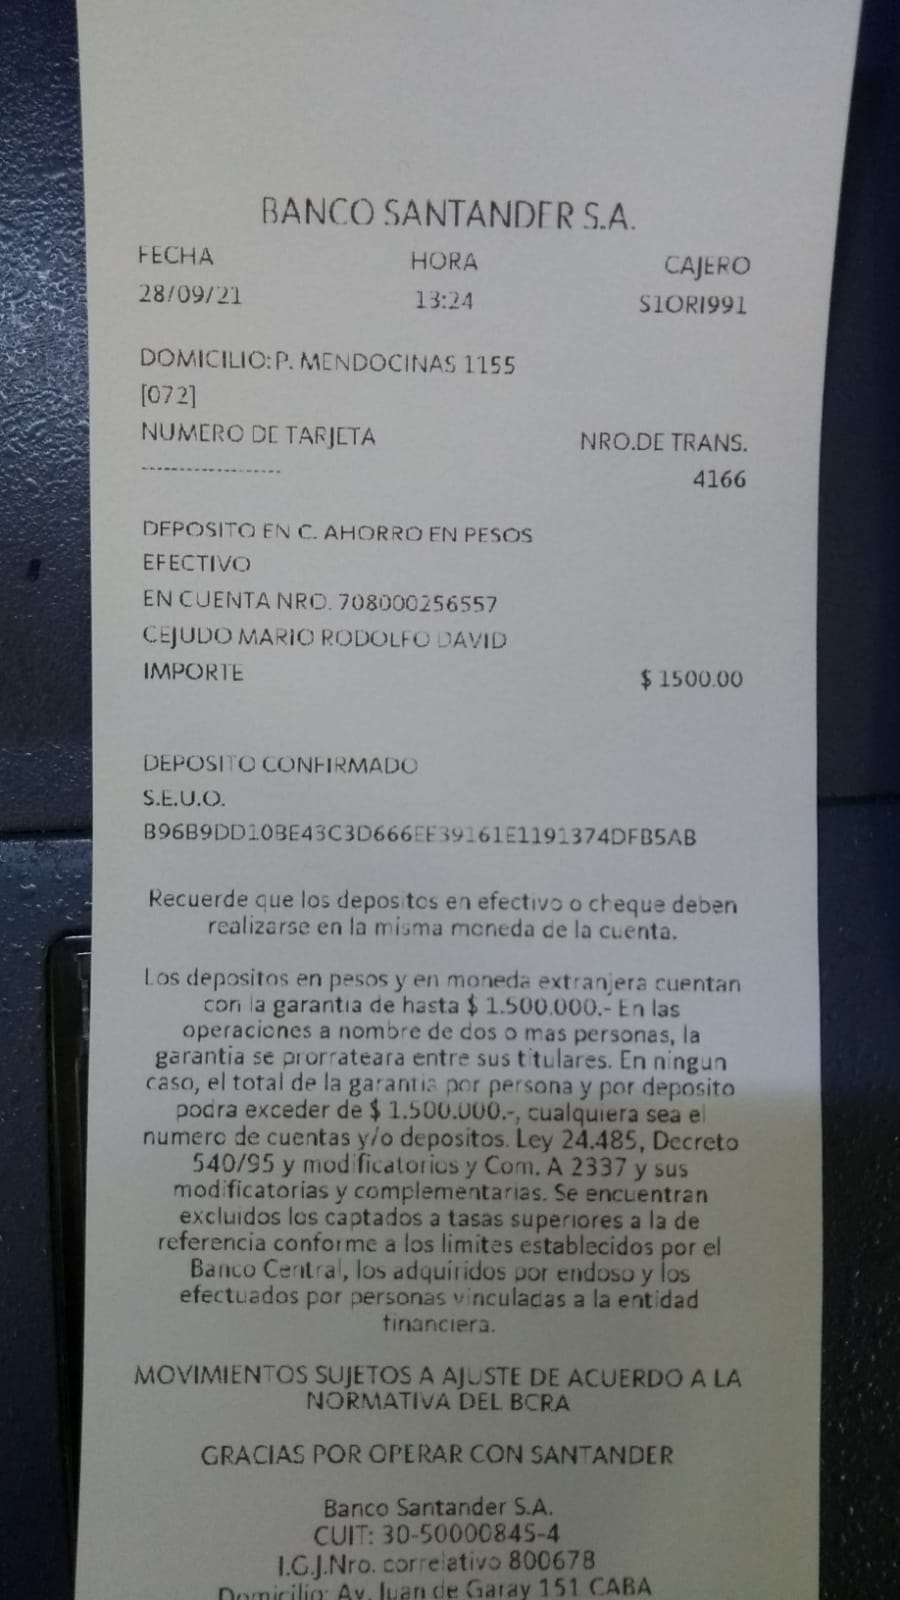 BANCO SANTANDER S.A.
FECHA HORA CAJERO
28/09/21 13:24 S1ORI991
DOMICILIO: P. MENDOCINAS 1155
[072]
NUMERO DE TARJETA NRO.DE TRANS.
------------------ 4166
DEPOSITO EN C. AHORRO EN PESOS
EFECTIVO
EN CUENTA NRO. 708000256557
CEJUDO MARIO RODOLFO DAVID
IMPORTE $ 1500.00
DEPOSITO CONFIRMADO
S.E.U.O.
B96B9DD10BE43C3D666EE39161E1191374DFB5AB
Recuerde que los depositos en efectivo o cheque deben
realizarse en la misma moneda de la cuenta.
Los depositos en pesos y en moneda extranjera cuentan
con la garantia de hasta $ 1.500.000.- En las
operaciones a nombre de dos o mas personas, la
garantia se prorrateara entre sus titulares. En ningun
caso, el total de la garantia por persona y por deposito
podra exceder de $ 1.500.000.-, cualquiera sea el
numero de cuentas y/o depositos. Ley 24.485, Decreto
540/95 y modificatorios y Com. A 2337 y sus
modificatorias y complementarias. Se encuentran
excluidos los captados a tasas superiores a la de
referencia conforme a los limites establecidos por el
Banco Central, los adquiridos por endoso y los
efectuados por personas vinculadas a la entidad
financiera.
MOVIMIENTOS SUJETOS A AJUSTE DE ACUERDO A LA
NORMATIVA DEL BCRA
GRACIAS POR OPERAR CON SANTANDER
Banco Santander S.A.
CUIT: 30-50000845-4
I.G.J.Nro. correlativo 800678
Domicilio: Av. Juan de Garay 151 CABA